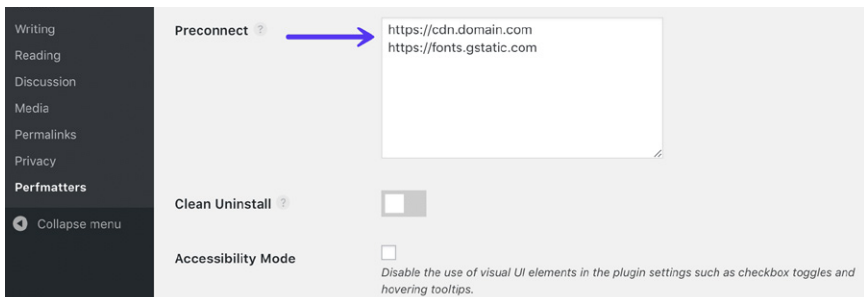 Writing
Reading
Discussion
Media
Permalinks
Privacy
Perfmatters
Collapse menu
Preconnect ?
https://cdn.domain.com
https://fonts.gstatic.com
Clean Uninstall ?
Accessibility Mode
Disable the use of visual UI elements in the plugin settings such as checkbox toggles and
hovering tooltips.